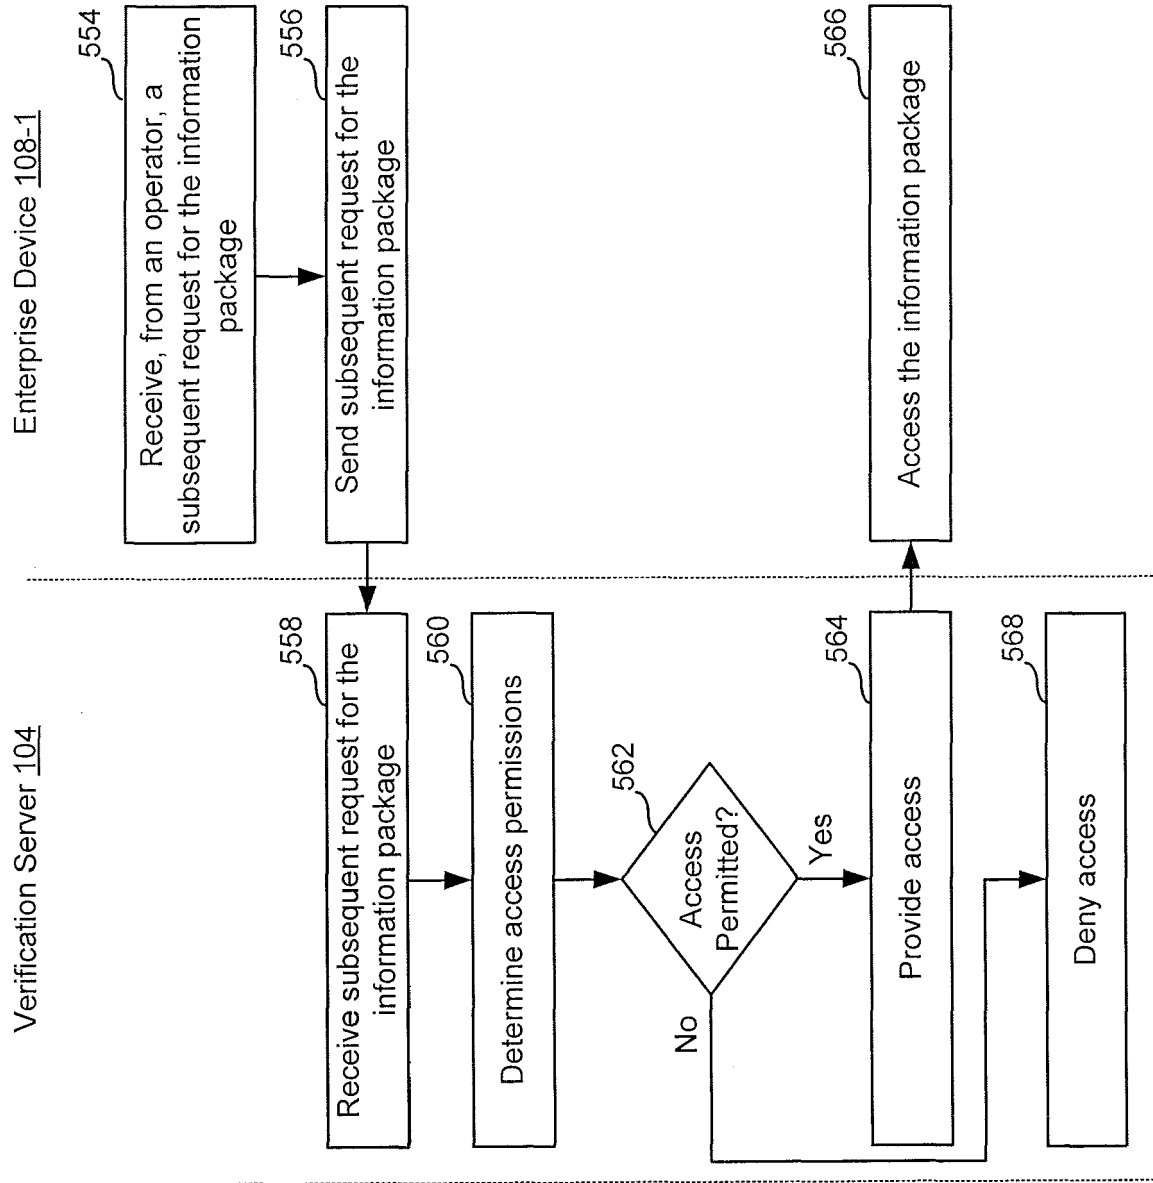 Verification Server 104
Enterprise Device 108-1
554
Receive, from an operator, a
subsequent request for the information
package
556
Send subsequent request for the
information package
558
Receive subsequent request for the
information package
560
Determine access permissions
562
Access
Permitted?
Yes
No
564
Provide access
566
Access the information package
568
Deny access